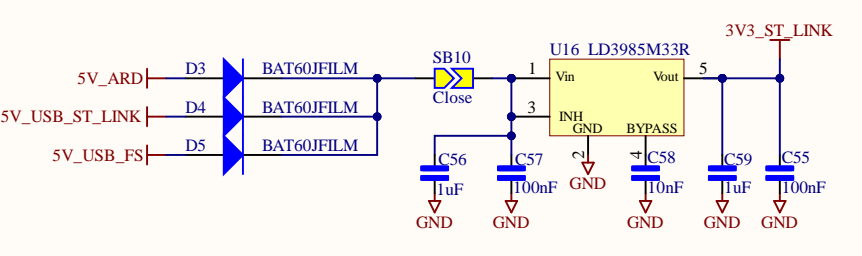 3V3_ST_LINK
SB10
U16 LD3985M33R
5V_ARD
D3
BAT60JFILM
1
Vin
Vout
5
5V_USB_ST_LINK
D4
BAT60JFILM
Close
3
INH
GND
BYPASS
5V_USB_FS
D5
BAT60JFILM
2
4
C56
C57
C58
C59
C55
GND
1uF
100nF
10nF
1uF
100nF
GND
GND
GND
GND
GND